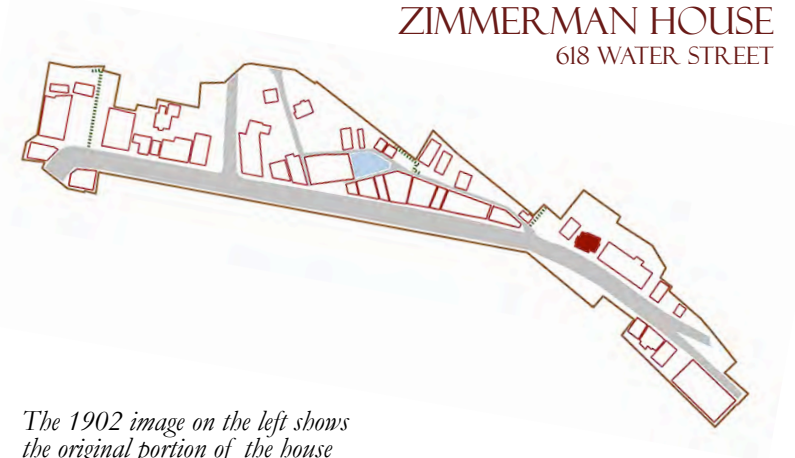 ZIMMERMAN HOUSE
618 WATER STREET
The 1902 image on the left shows
the original portion of the house